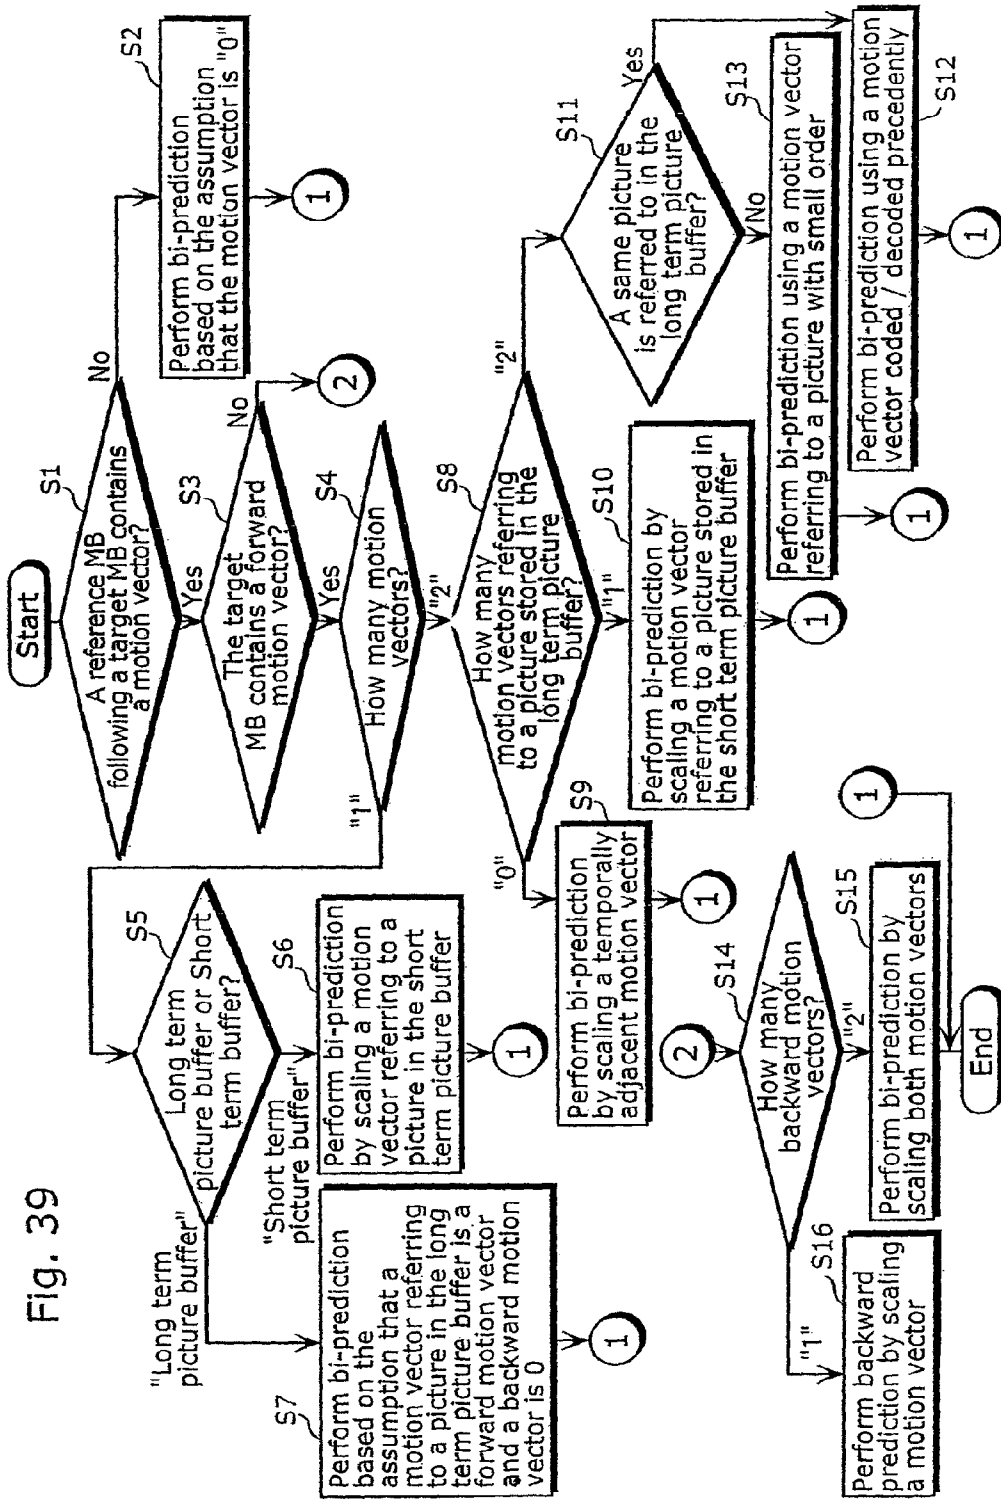 Fig. 39
Start
S1
A reference MB
following a target MB contains
a motion vector?
No
Yes
S2
Perform bi-prediction
based on the assumption
that the motion vector is "0"
1
S3
The target
MB contains a forward
motion vector?
No
2
Yes
S4
How many motion
vectors?
"1"
"2"
S5
Long term
picture buffer or Short
term buffer?
"Long term
picture buffer"
"Short term
picture buffer"
S6
Perform bi-prediction
by scaling a motion
vector referring to a
picture in the short
term picture buffer
1
S7
Perform bi-prediction
based on the
assumption that a
motion vector referring
to a picture in the long
term picture buffer is a
forward motion vector
and a backward motion
vector is 0
1
S8
How many
motion vectors referring
to a picture stored in the
long term picture
buffer?
"0"
"1"
"2"
S9
Perform bi-prediction
by scaling a temporally
adjacent motion vector
1
S10
Perform bi-prediction by
scaling a motion vector
referring to a picture stored in
the short term picture buffer
1
S11
A same picture
is referred to in the
long term picture
buffer?
Yes
No
S13
Perform bi-prediction using a motion vector
referring to a picture with small order
1
S12
Perform bi-prediction using a motion
vector coded / decoded precedently
1
2
S14
How many
backward motion
vectors?
"1"
"2"
S15
Perform bi-prediction by
scaling both motion vectors
S16
Perform backward
prediction by scaling
a motion vector
1
End